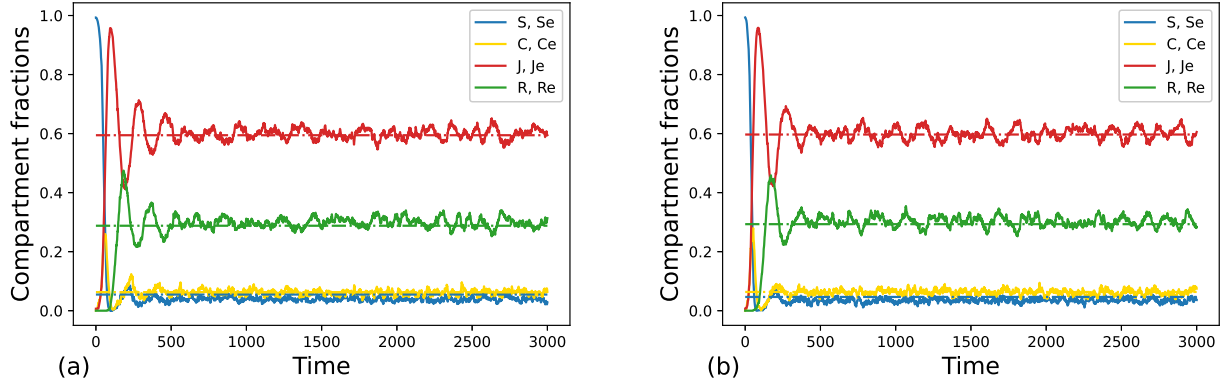 Compartment fractions
1.0
0.8
0.6
0.4
0.2
0.0
S, Se
C, Ce
J, Je
R, Re
0 500 1000 1500 2000 2500 3000
(a) Time
Compartment fractions
1.0
0.8
0.6
0.4
0.2
0.0
S, Se
C, Ce
J, Je
R, Re
0 500 1000 1500 2000 2500 3000
(b) Time